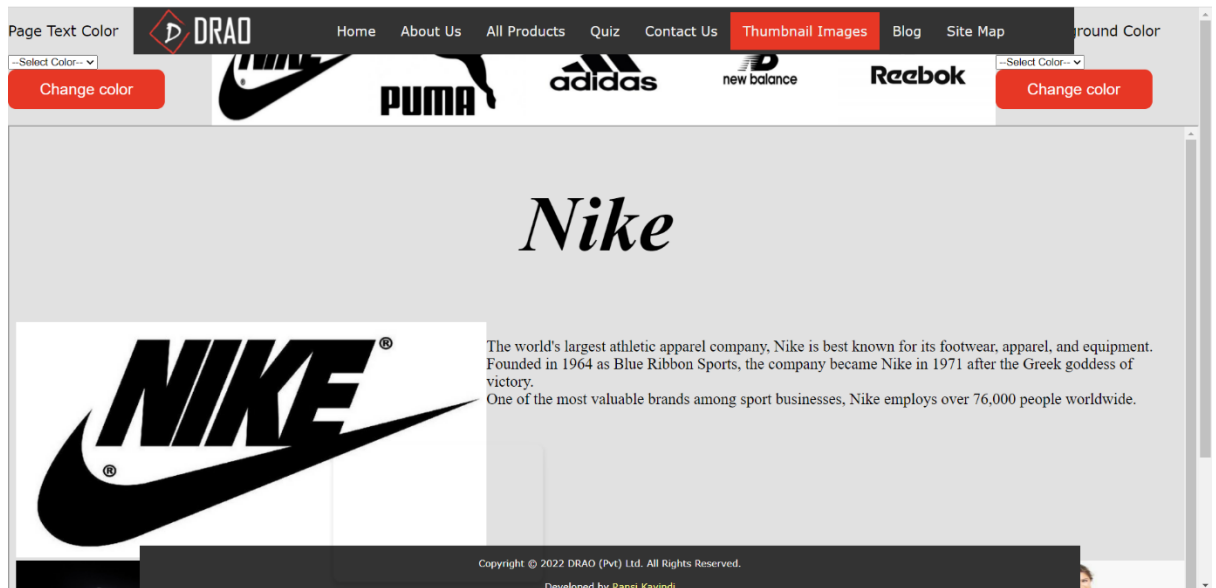 Page Text Color
DRAO
Home About Us All Products Quiz Contact Us Thumbnail Images Blog Site Map
ground Color
--Select Color--
Change color
NIKE
PUMA
adidas
new balance
Reebok
--Select Color--
Change color
Nike
NIKE®
®
The world's largest athletic apparel company, Nike is best known for its footwear, apparel, and equipment.
Founded in 1964 as Blue Ribbon Sports, the company became Nike in 1971 after the Greek goddess of
victory.
One of the most valuable brands among sport businesses, Nike employs over 76,000 people worldwide.
Copyright © 2022 DRAO (Pvt) Ltd. All Rights Reserved.
Developed by Ransi Kavindi